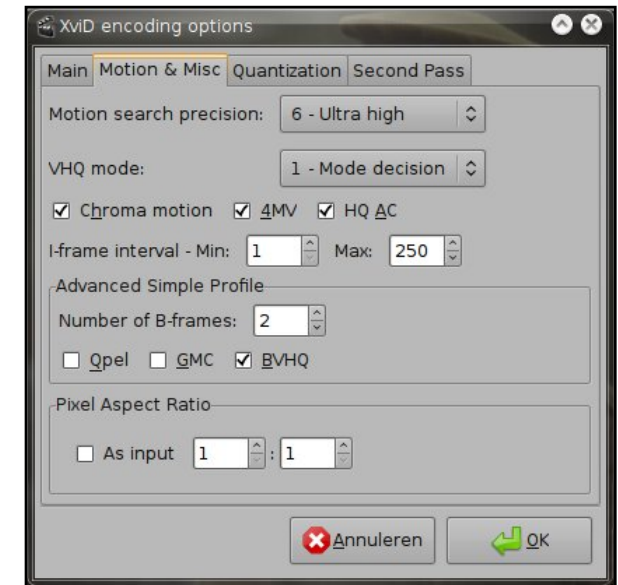 XviD encoding options
Main Motion & Misc Quantization Second Pass
Motion search precision: 6 - Ultra high
VHQ mode: 1 - Mode decision
Chroma motion 4MV HQ AC
I-frame interval - Min: 1 Max: 250
Advanced Simple Profile
Number of B-frames: 2
Qpel GMC BVHQ
Pixel Aspect Ratio
As input 1 : 1
Annuleren OK